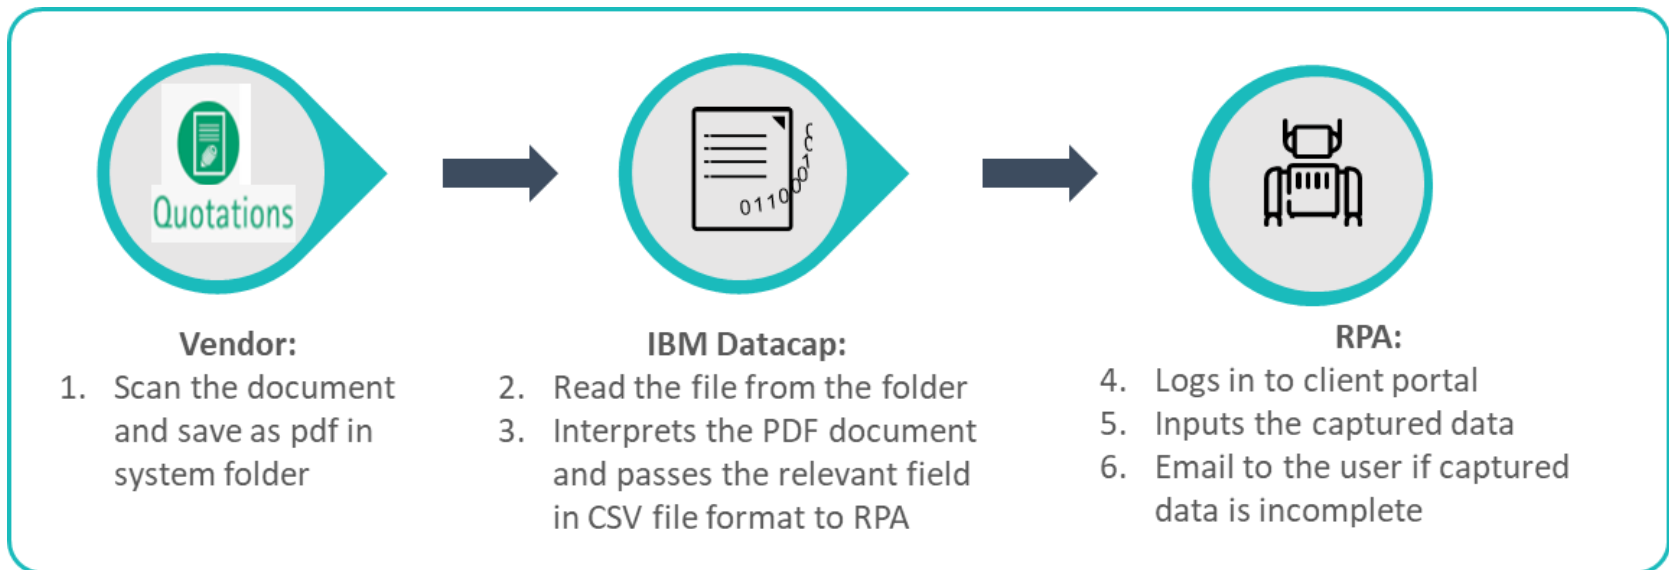 Quotations
011000
Vendor:
1. Scan the document
and save as pdf in
system folder
IBM Datacap:
2. Read the file from the folder
3. Interprets the PDF document
and passes the relevant field
in CSV file format to RPA
RPA:
4. Logs in to client portal
5. Inputs the captured data
6. Email to the user if captured
data is incomplete